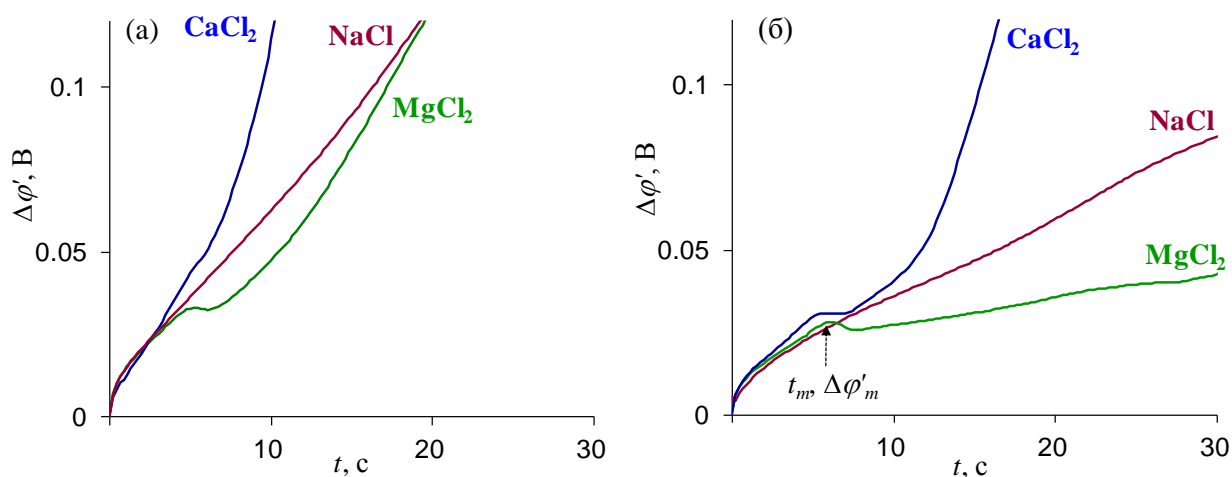 (а)
CaCl₂
NaCl
MgCl₂
0.1
0.05
0
Δφ′, В
10
20
30
t, с
(б)
CaCl₂
NaCl
MgCl₂
0.1
0.05
0
Δφ′, В
tₘ, Δφ′ₘ
10
20
30
t, с